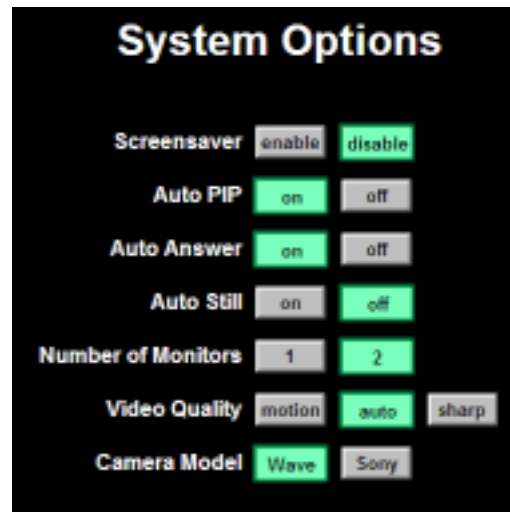 System Options
Screensaver enable disable
Auto PIP on off
Auto Answer on off
Auto Still on off
Number of Monitors 1 2
Video Quality motion auto sharp
Camera Model Wave Sony